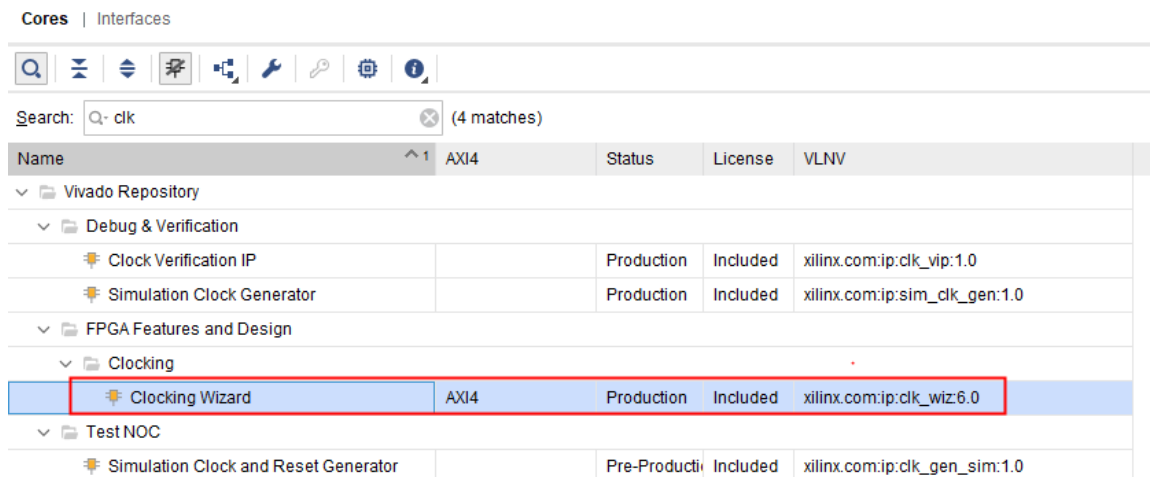 Cores | Interfaces
Search: clk (4 matches)
Name 1 AXI4 Status License VLNV
Vivado Repository
Debug & Verification
Clock Verification IP Production Included xilinx.com:ip:clk_vip:1.0
Simulation Clock Generator Production Included xilinx.com:ip:sim_clk_gen:1.0
FPGA Features and Design
Clocking
Clocking Wizard AXI4 Production Included xilinx.com:ip:clk_wiz:6.0
Test NOC
Simulation Clock and Reset Generator Pre-Producti Included xilinx.com:ip:clk_gen_sim:1.0